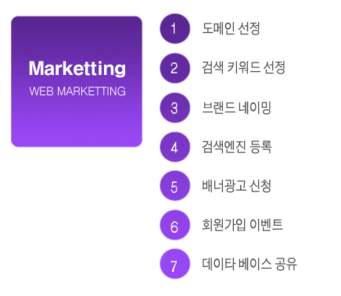 Marketting
WEB MARKETTING
1 도메인 선정
2 검색 키워드 선정
3 브랜드 네이밍
4 검색엔진 등록
5 배너광고 신청
6 회원가입 이벤트
7 데이타 베이스 공유